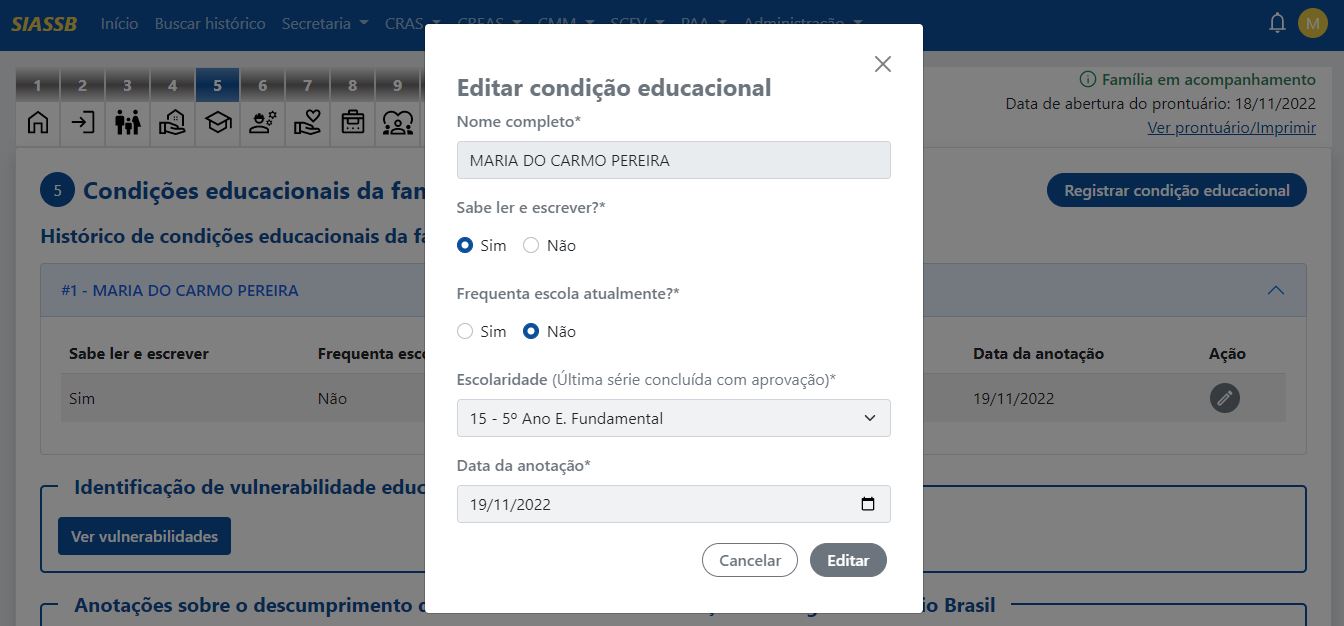 SIASSB Início Buscar histórico Secretaria CRAS CREAS CMM SCFV PAA Administração M
1 2 3 4 5 6 7 8 9
Família em acompanhamento
Data de abertura do prontuário: 18/11/2022
Ver prontuário/Imprimir
5 Condições educacionais da fam
Registrar condição educacional
Histórico de condições educacionais da fa
#1 - MARIA DO CARMO PEREIRA
Sabe ler e escrever Frequenta esco Data da anotação Ação
Sim Não 19/11/2022
Identificação de vulnerabilidade educ
Ver vulnerabilidades
Anotações sobre o descumprimento io Brasil
Editar condição educacional
Nome completo*
MARIA DO CARMO PEREIRA
Sabe ler e escrever?*
Sim Não
Frequenta escola atualmente?*
Sim Não
Escolaridade (Última série concluída com aprovação)*
15 - 5º Ano E. Fundamental
Data da anotação*
19/11/2022
Cancelar Editar